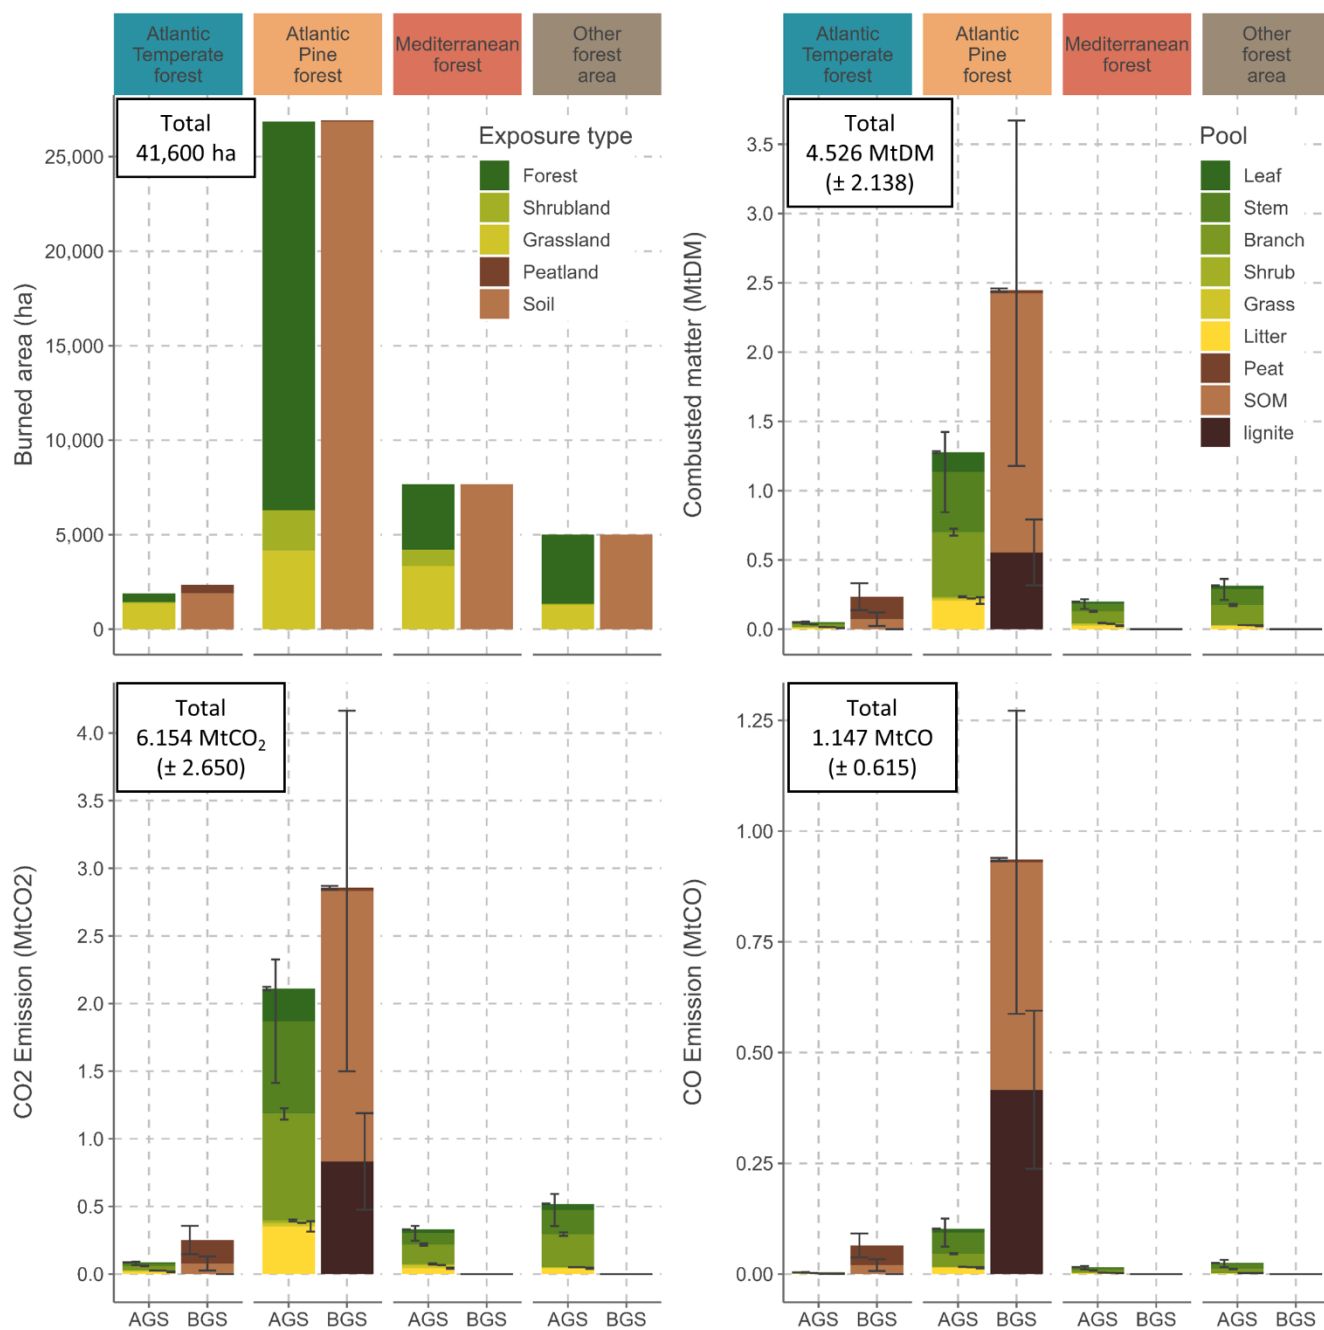 Atlantic
Temperate
forest
Atlantic
Pine
forest
Mediterranean
forest
Other
forest
area
Total
41,600 ha
Exposure type
Forest
Shrubland
Grassland
Peatland
Soil
Burned area (ha)
25,000
20,000
15,000
10,000
5,000
0
Atlantic
Temperate
forest
Atlantic
Pine
forest
Mediterranean
forest
Other
forest
area
Total
4.526 MtDM
(± 2.138)
Pool
Leaf
Stem
Branch
Shrub
Grass
Litter
Peat
SOM
lignite
Combusted matter (MtDM)
3.5
3.0
2.5
2.0
1.5
1.0
0.5
0.0
Total
6.154 MtCO₂
(± 2.650)
CO2 Emission (MtCO2)
4.0
3.5
3.0
2.5
2.0
1.5
1.0
0.5
0.0
AGS BGS AGS BGS AGS BGS AGS BGS
Total
1.147 MtCO
(± 0.615)
CO Emission (MtCO)
1.25
1.00
0.75
0.50
0.25
0.00
AGS BGS AGS BGS AGS BGS AGS BGS